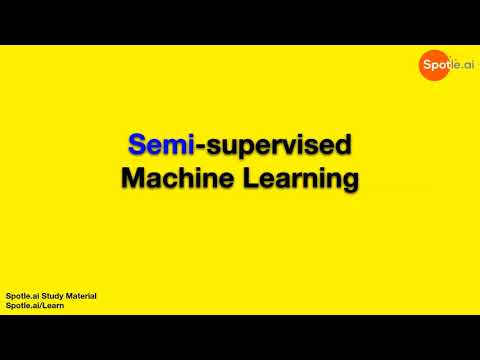 Spotle.ai
Semi-supervised
Machine Learning
Spotle.ai Study Material
Spotle.ai/Learn